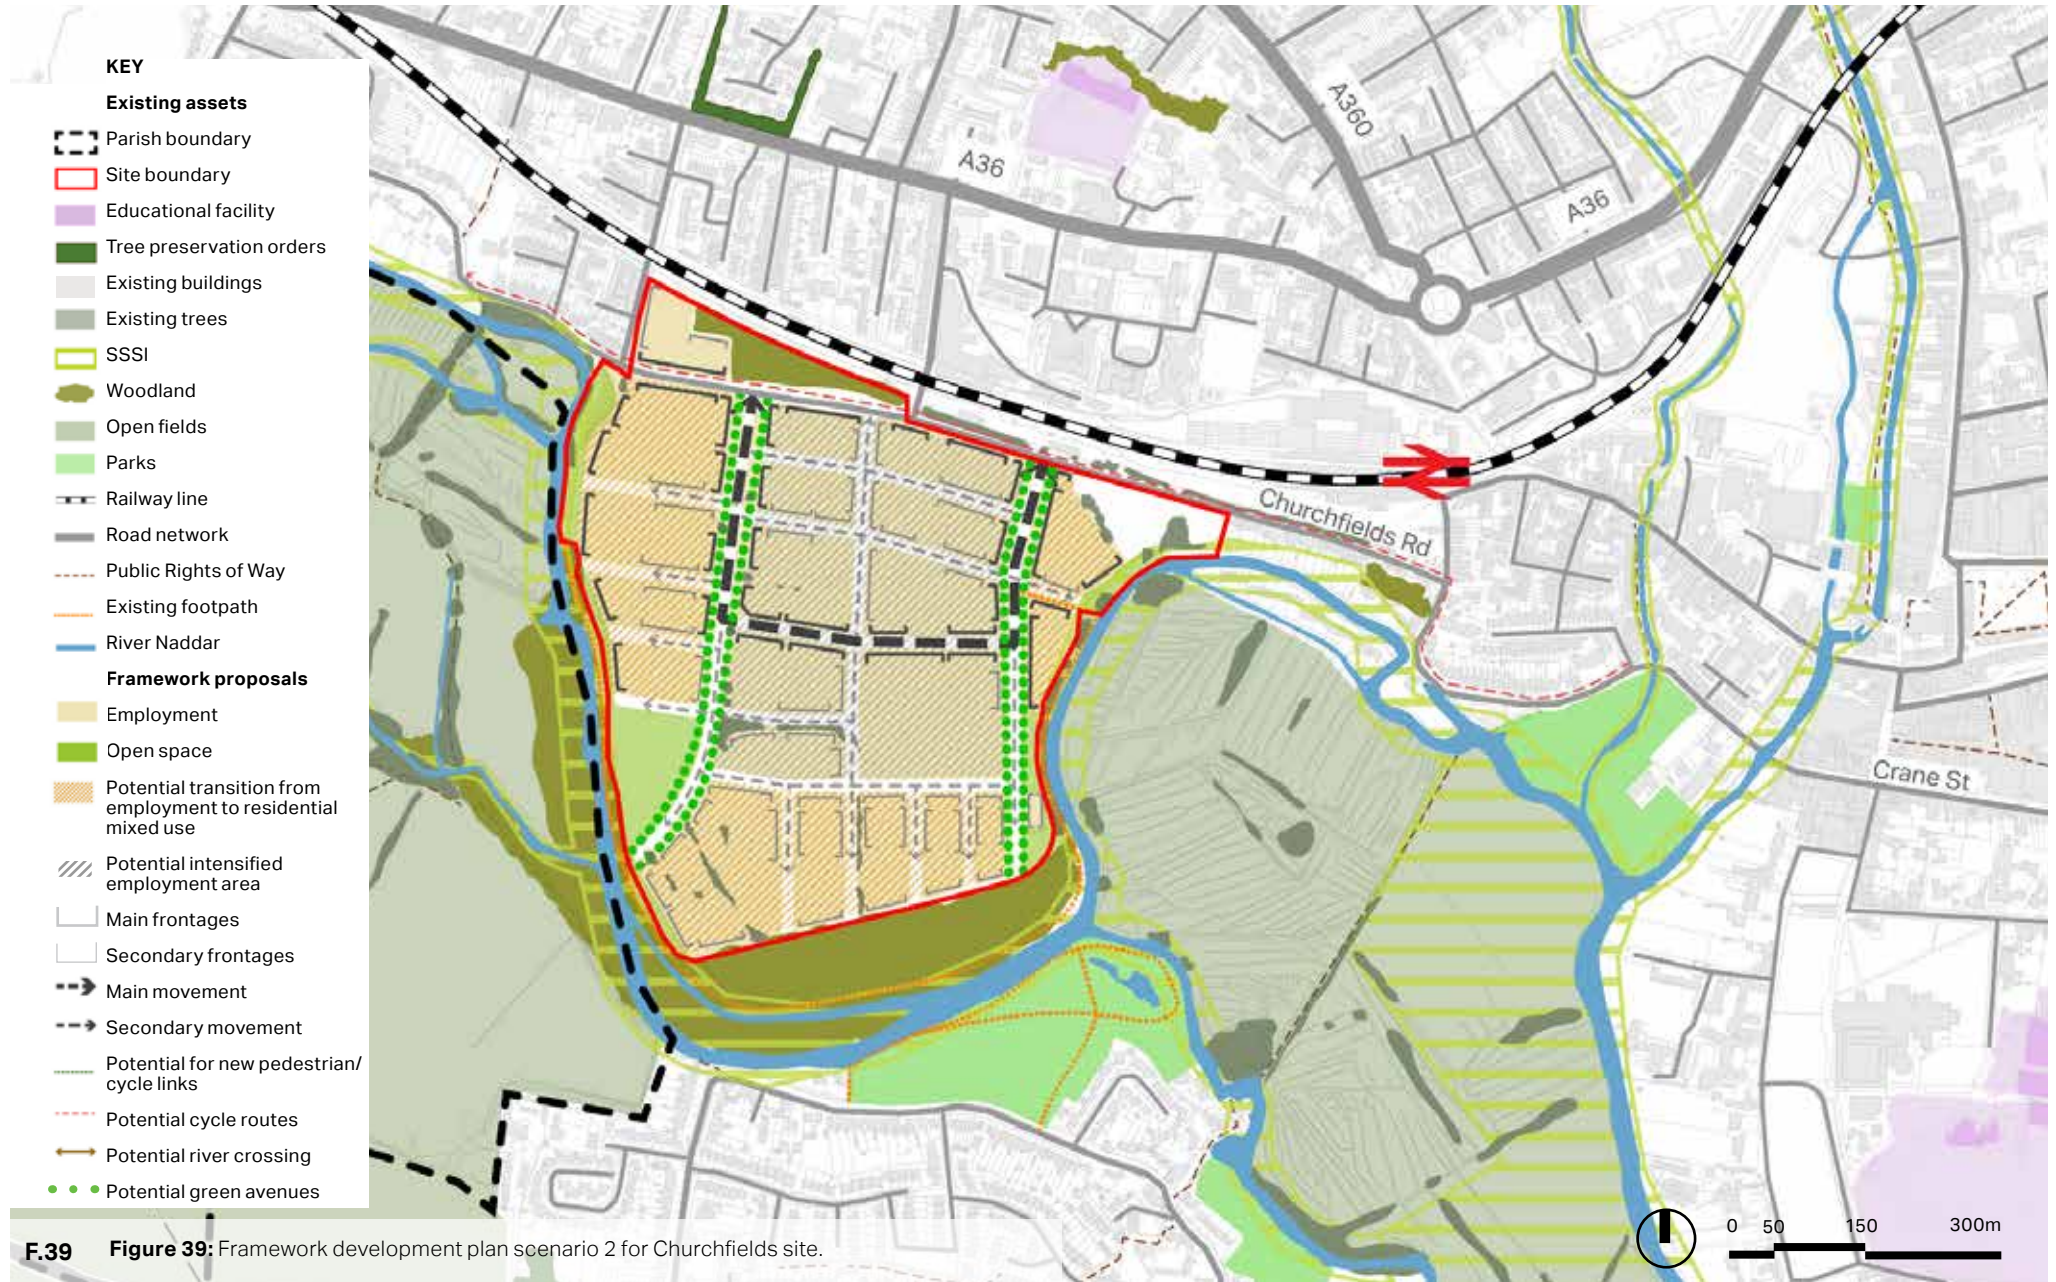 KEY
Existing assets
Parish boundary
Site boundary
Educational facility
Tree preservation orders
Existing buildings
Existing trees
SSSI
Woodland
Open fields
Parks
Railway line
Road network
Public Rights of Way
Existing footpath
River Naddar
Framework proposals
Employment
Open space
Potential transition from
employment to residential
mixed use
Potential intensified
employment area
Main frontages
Secondary frontages
Main movement
Secondary movement
Potential for new pedestrian/
cycle links
Potential cycle routes
Potential river crossing
Potential green avenues
A36
A360
A36
Churchfields Rd
Crane St
0 50 150 300m
F.39 Figure 39: Framework development plan scenario 2 for Churchfields site.